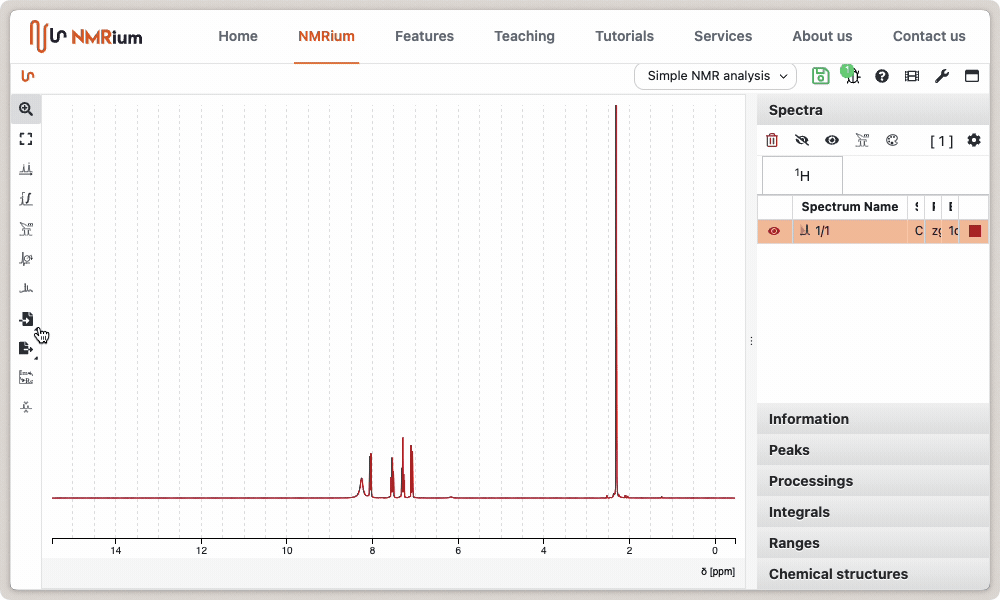 NMRium
Home
NMRium
Features
Teaching
Tutorials
Services
About us
Contact us
Simple NMR analysis
1
Spectra
[ 1 ]
1H
Spectrum Name
1/1
C
zg
1d
14
12
10
8
6
4
2
0
δ [ppm]
Information
Peaks
Processings
Integrals
Ranges
Chemical structures